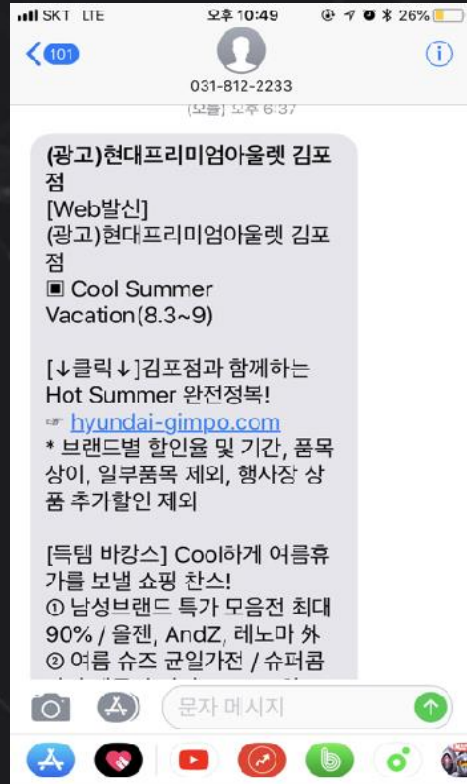 SKT LTE 오후 10:49 26%
101
031-812-2233
(오늘) 오후 6:37
(광고)현대프리미엄아울렛 김포
점
[Web발신]
(광고)현대프리미엄아울렛 김포
점
▣ Cool Summer
Vacation(8.3~9)
[↓클릭↓]김포점과 함께하는
Hot Summer 완전정복!
☞ hyundai-gimpo.com
* 브랜드별 할인율 및 기간, 품목
상이, 일부품목 제외, 행사장 상
품 추가할인 제외
[득템 바캉스] Cool하게 여름휴
가를 보낼 쇼핑 찬스!
① 남성브랜드 특가 모음전 최대
90% / 올젠, AndZ, 레노마 外
② 여름 슈즈 균일가전 / 슈퍼콤
문자 메시지